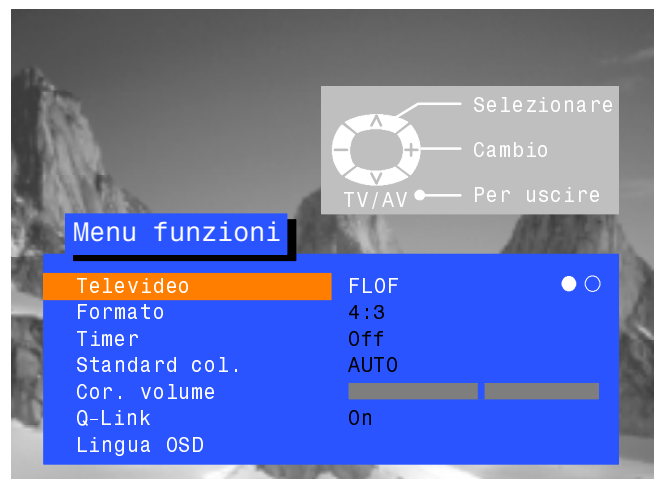 Selezionare
Cambio
TV/AV Per uscire
Menu funzioni
Televideo FLOF
Formato 4:3
Timer Off
Standard col. AUTO
Cor. volume
Q-Link On
Lingua OSD